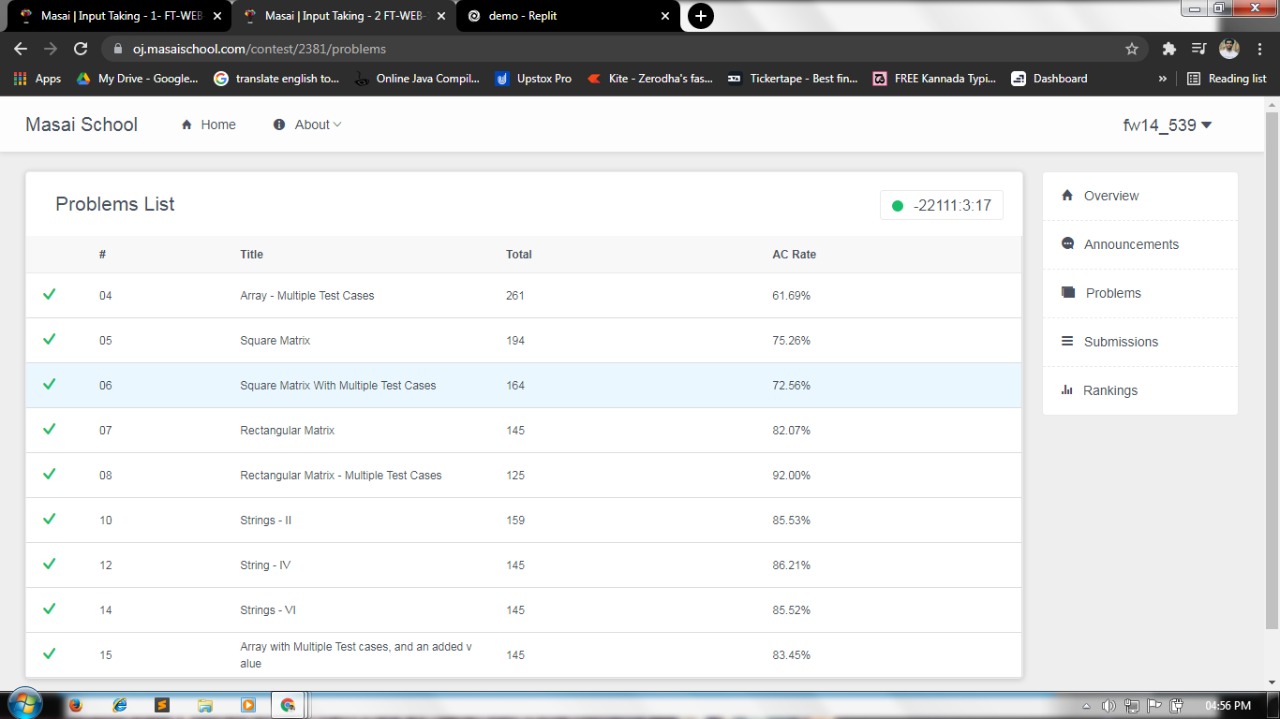 Masai | Input Taking - 1- FT-WEB-
Masai | Input Taking - 2 FT-WEB-
demo - Replit
oj.masaischool.com/contest/2381/problems
Apps My Drive - Google... translate english to... Online Java Compil... Upstox Pro Kite - Zerodha's fas... Tickertape - Best fin... FREE Kannada Typi... Dashboard » Reading list
Masai School Home About fw14_539
Problems List -22111:3:17
# Title Total AC Rate
04 Array - Multiple Test Cases 261 61.69%
05 Square Matrix 194 75.26%
06 Square Matrix With Multiple Test Cases 164 72.56%
07 Rectangular Matrix 145 82.07%
08 Rectangular Matrix - Multiple Test Cases 125 92.00%
10 Strings - II 159 85.53%
12 String - IV 145 86.21%
14 Strings - VI 145 85.52%
15 Array with Multiple Test cases, and an added v
alue 145 83.45%
Overview
Announcements
Problems
Submissions
Rankings
04:56 PM